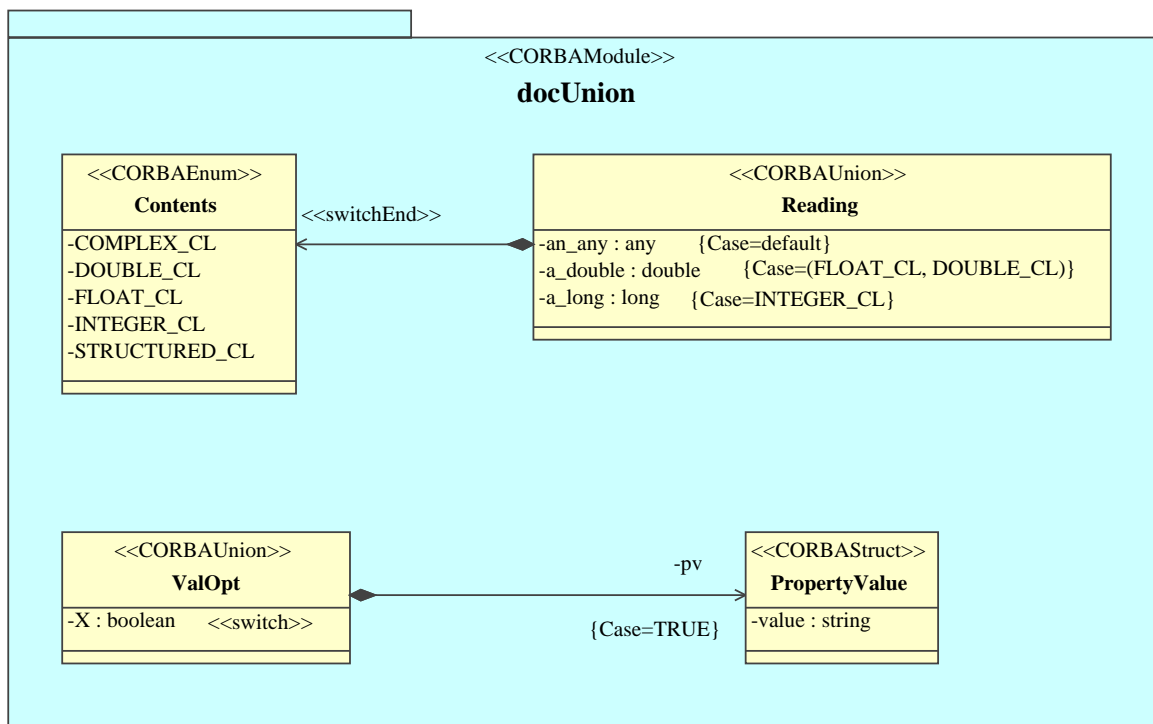 <<CORBAModule>>
docUnion
<<CORBAEnum>>
Contents
-COMPLEX_CL
-DOUBLE_CL
-FLOAT_CL
-INTEGER_CL
-STRUCTURED_CL
<<switchEnd>>
<<CORBAUnion>>
Reading
-an_any : any {Case=default}
-a_double : double {Case=(FLOAT_CL, DOUBLE_CL)}
-a_long : long {Case=INTEGER_CL}
<<CORBAUnion>>
ValOpt
-X : boolean <<switch>>
-pv
{Case=TRUE}
<<CORBAStruct>>
PropertyValue
-value : string